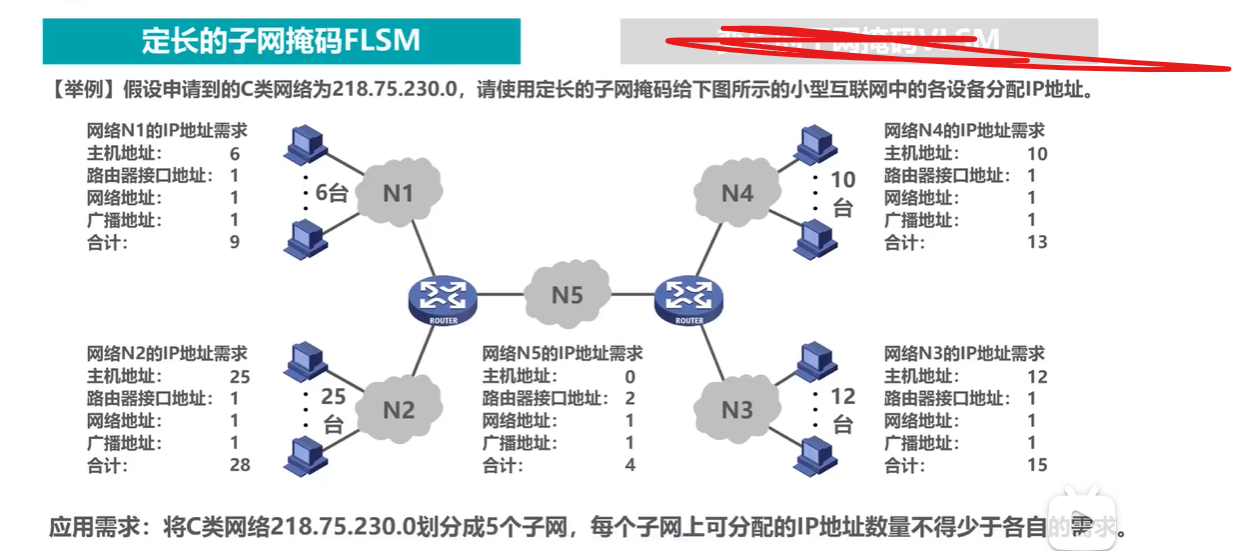 定长的子网掩码FLSM
子网掩码VLSM
【举例】假设申请到的C类网络为218.75.230.0，请使用定长的子网掩码给下图所示的小型互联网中的各设备分配IP地址。
网络N1的IP地址需求
主机地址： 6
路由器接口地址： 1
网络地址： 1
广播地址： 1
合计： 9
6台
N1
N4
10
台
网络N4的IP地址需求
主机地址： 10
路由器接口地址： 1
网络地址： 1
广播地址： 1
合计： 13
ROUTER
N5
ROUTER
网络N2的IP地址需求
主机地址： 25
路由器接口地址： 1
网络地址： 1
广播地址： 1
合计： 28
25
台
N2
网络N5的IP地址需求
主机地址： 0
路由器接口地址： 2
网络地址： 1
广播地址： 1
合计： 4
N3
12
台
网络N3的IP地址需求
主机地址： 12
路由器接口地址： 1
网络地址： 1
广播地址： 1
合计： 15
应用需求：将C类网络218.75.230.0划分成5个子网，每个子网上可分配的IP地址数量不得少于各自的需求。